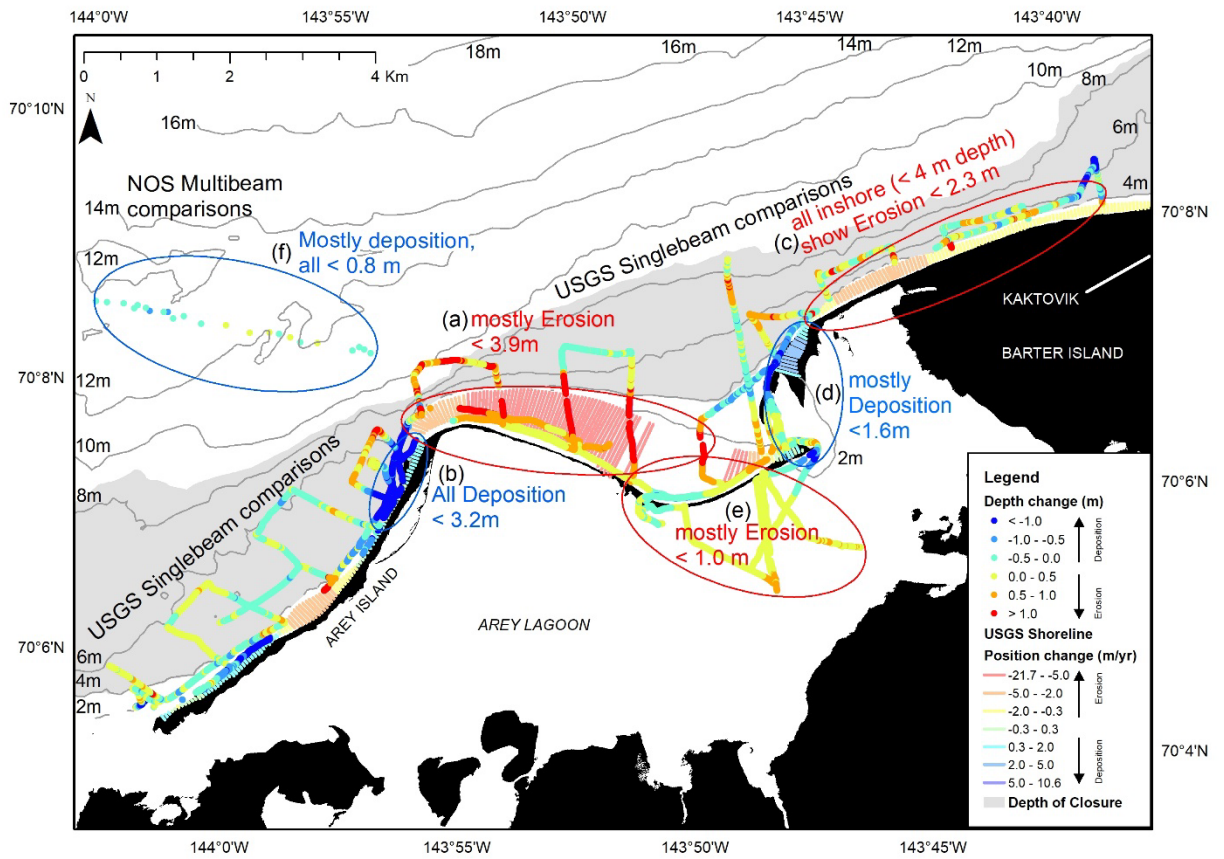 144°0'W
143°55'W
143°50'W
143°45'W
143°40'W
0 1 2 4 Km
N
18m
16m
14m
12m
10m
8m
6m
4m
70°10'N
16m
NOS Multibeam
comparisons
14m
12m
(f) Mostly deposition,
all < 0.8 m
USGS Singlebeam comparisons
(c) all inshore (< 4 m depth)
show Erosion < 2.3 m
70°8'N
KAKTOVIK
BARTER ISLAND
(a) mostly Erosion
< 3.9m
70°8'N
12m
10m
8m
(d)
mostly
Deposition
<1.6m
2m
USGS Singlebeam comparisons
(b)
All Deposition
< 3.2m
(e)
mostly Erosion
< 1.0 m
70°6'N
AREY ISLAND
AREY LAGOON
70°6'N
6m
4m
2m
Legend
Depth change (m)
< -1.0
-1.0 - -0.5
-0.5 - 0.0
0.0 - 0.5
0.5 - 1.0
> 1.0
Deposition
Erosion
USGS Shoreline
Position change (m/yr)
-21.7 - -5.0
-5.0 - -2.0
-2.0 - -0.3
-0.3 - 0.3
0.3 - 2.0
2.0 - 5.0
5.0 - 10.6
Erosion
Deposition
Depth of Closure
70°4'N
144°0'W
143°55'W
143°50'W
143°45'W